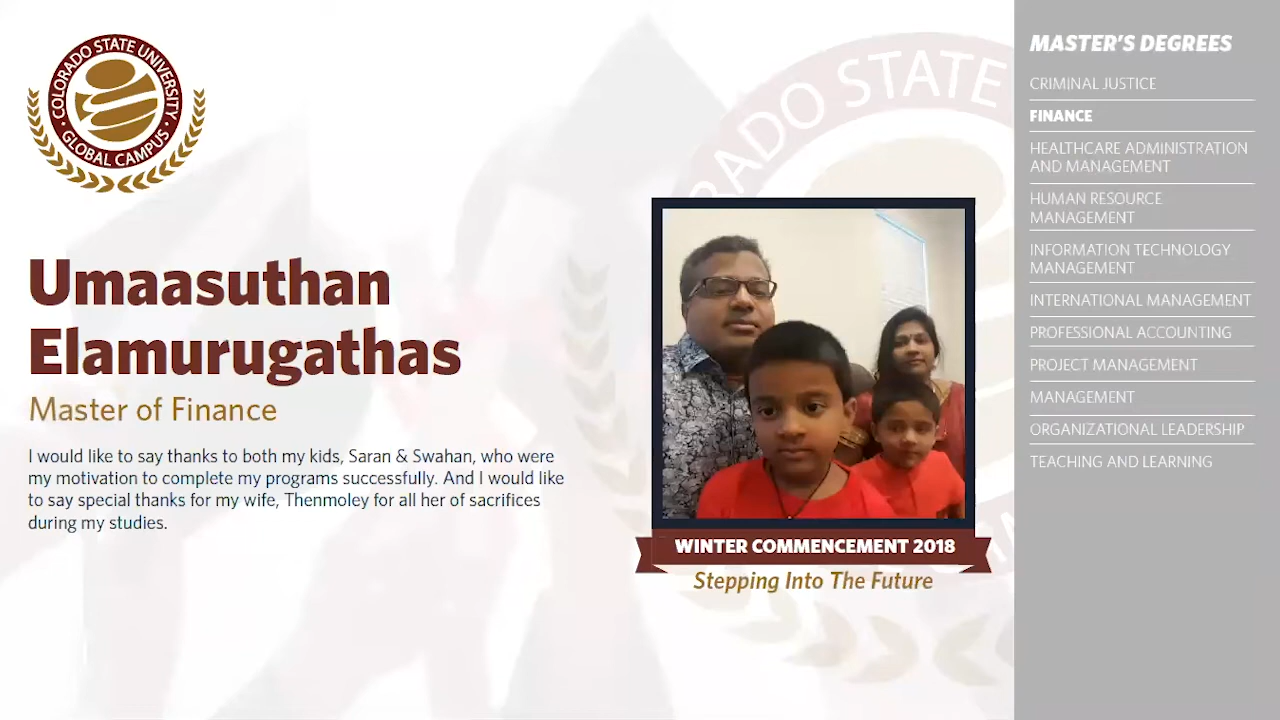 COLORADO STATE UNIVERSITY
· GLOBAL CAMPUS ·
Umaasuthan
Elamurugathas
Master of Finance
I would like to say thanks to both my kids, Saran & Swahan, who were
my motivation to complete my programs successfully. And I would like
to say special thanks for my wife, Thenmoley for all her of sacrifices
during my studies.
RADO STATE
WINTER COMMENCEMENT 2018
Stepping Into The Future
MASTER'S DEGREES
CRIMINAL JUSTICE
FINANCE
HEALTHCARE ADMINISTRATION
AND MANAGEMENT
HUMAN RESOURCE
MANAGEMENT
INFORMATION TECHNOLOGY
MANAGEMENT
INTERNATIONAL MANAGEMENT
PROFESSIONAL ACCOUNTING
PROJECT MANAGEMENT
MANAGEMENT
ORGANIZATIONAL LEADERSHIP
TEACHING AND LEARNING